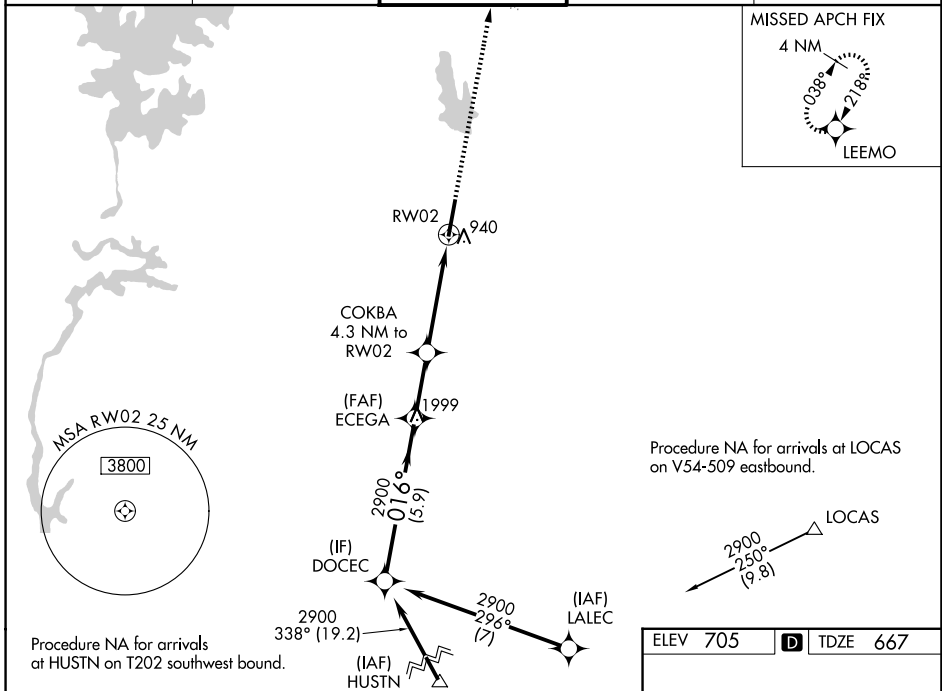 MISSED APCH FIX
4 NM
038°
218°
LEEMO
RW02
940
COKBA
4.3 NM to
RW02
(FAF)
ECEGA
1999
MSA RW02 25 NM
3800
2900
016°
(5.9)
Procedure NA for arrivals at LOCAS
on V54-509 eastbound.
LOCAS
2900
250°
(9.8)
(IF)
DOCEC
2900
296°
(7)
(IAF)
LALEC
2900
338° (19.2)
(IAF)
HUSTN
Procedure NA for arrivals
at HUSTN on T202 southwest bound.
ELEV 705 D TDZE 667